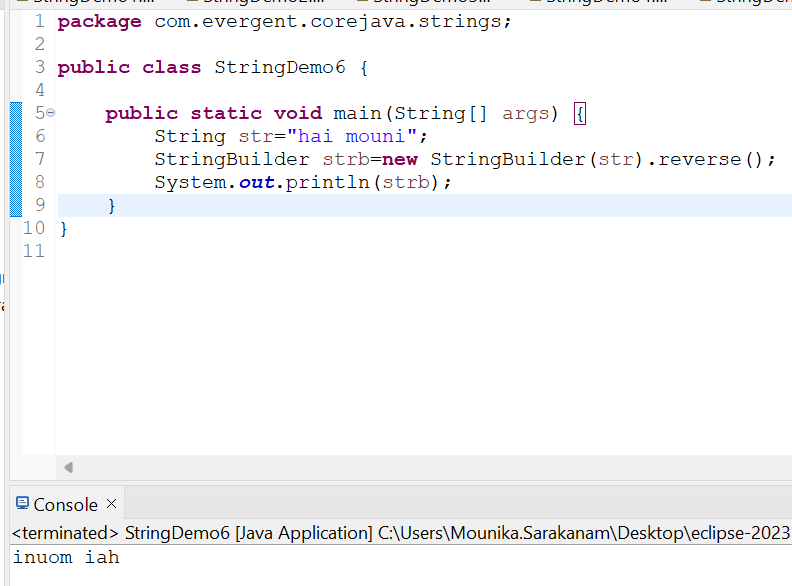 1 package com.evergent.corejava.strings;
2
3 public class StringDemo6 {
4
5 public static void main(String[] args) {
6 String str="hai mouni";
7 StringBuilder strb=new StringBuilder(str).reverse();
8 System.out.println(strb);
9 }
10 }
11
Console
<terminated> StringDemo6 [Java Application] C:\Users\Mounika.Sarakanam\Desktop\eclipse-2023
inuom iah